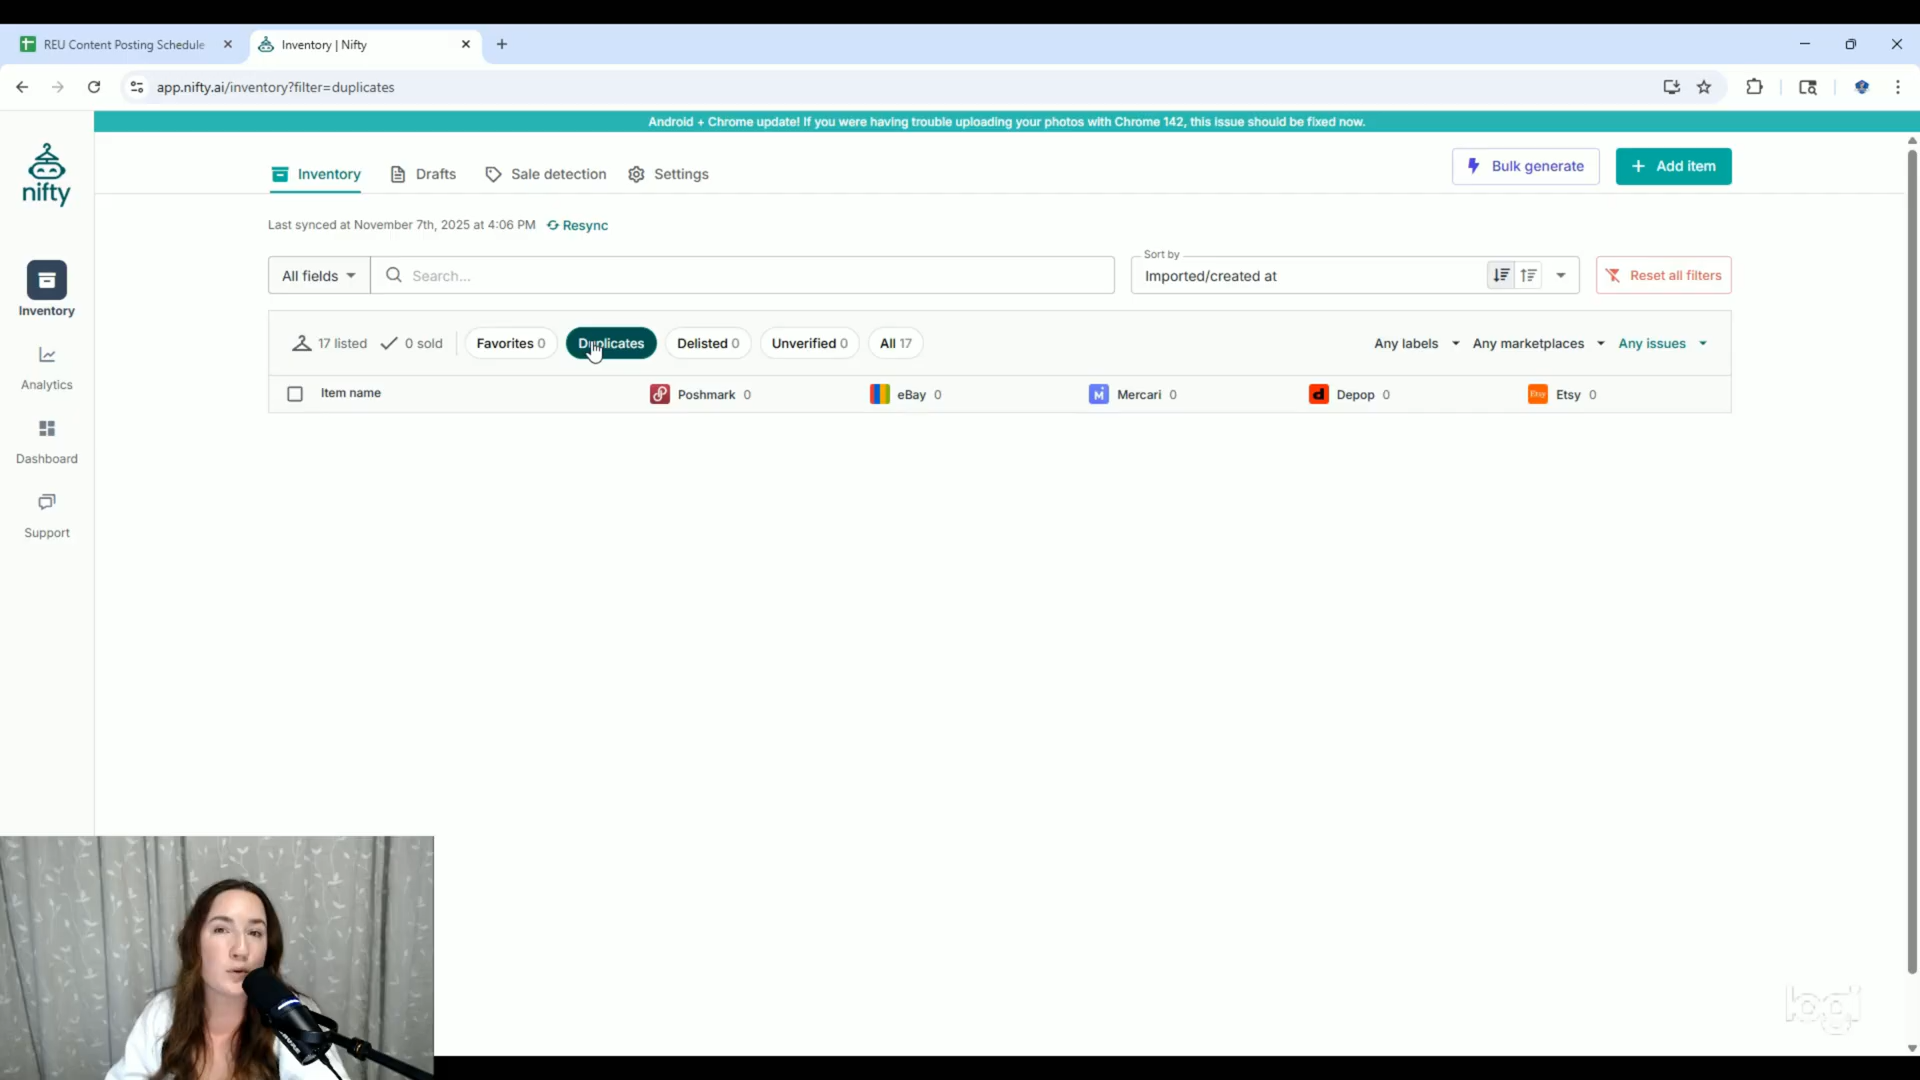 REU Content Posting Schedule
Inventory | Nifty
app.nifty.ai/inventory?filter=duplicates
Android + Chrome update! If you were having trouble uploading your photos with Chrome 142, this issue should be fixed now.
nifty
Inventory
Drafts
Sale detection
Settings
Bulk generate
Add item
Last synced at November 7th, 2025 at 4:06 PM Resync
All fields
Search...
Sort by
Imported/created at
Reset all filters
17 listed
0 sold
Favorites 0
Duplicates
Delisted 0
Unverified 0
All 17
Any labels
Any marketplaces
Any issues
Item name
Poshmark 0
eBay 0
Mercari 0
Depop 0
Etsy
Etsy 0
Inventory
Analytics
Dashboard
Support
logi